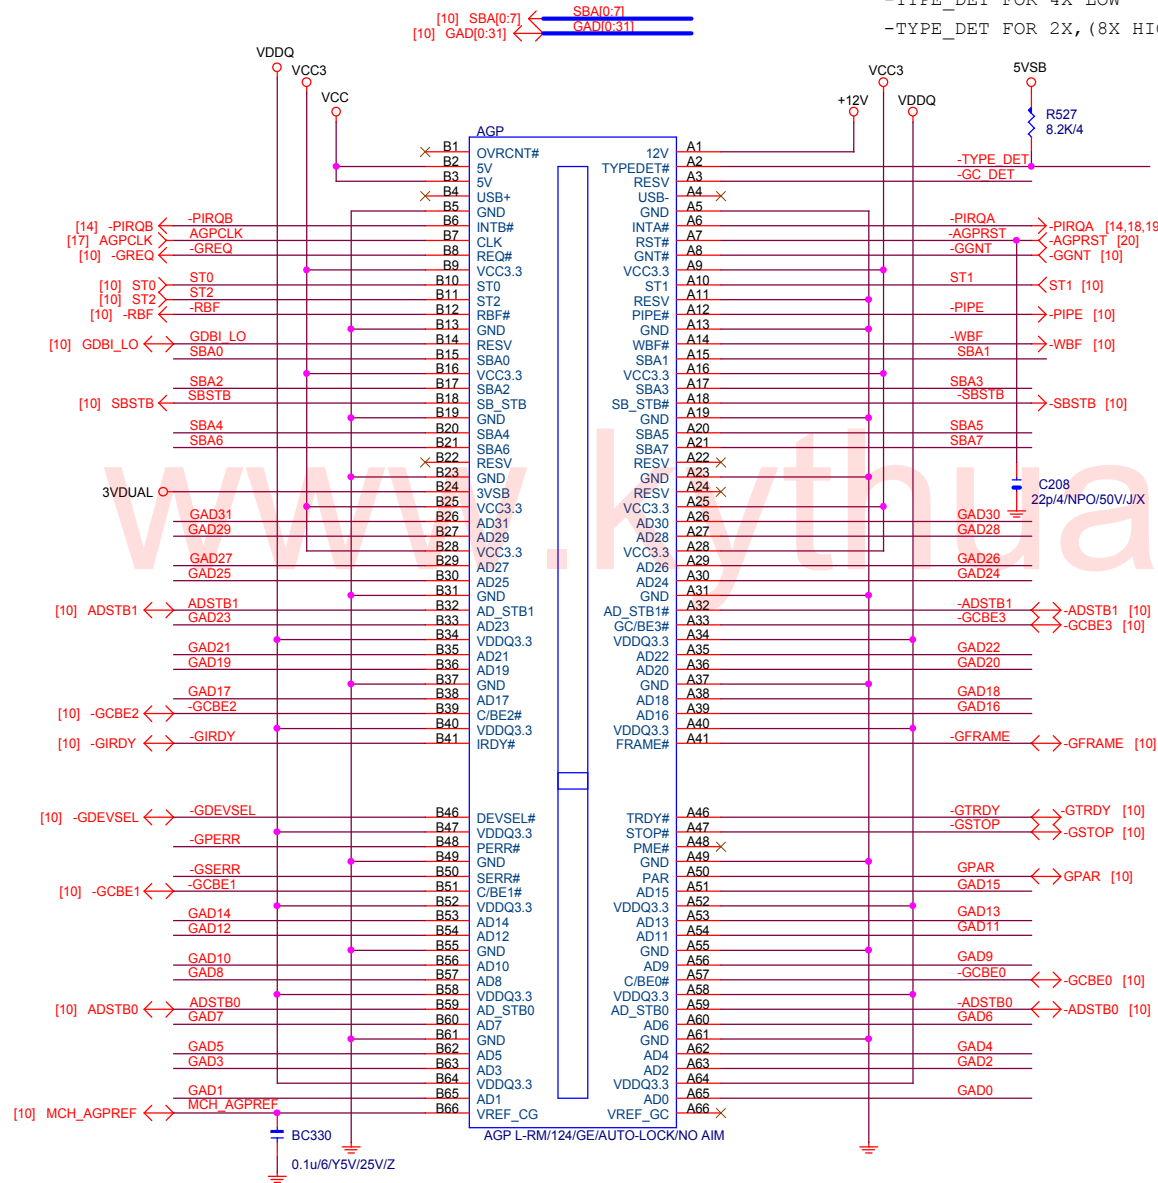 -TYPE_DET FOR 4X LOW
-TYPE_DET FOR 2X,(8X HIG
[10] SBA[0:7] SBA[0:7]
[10] GAD[0:31] GAD[0:31]
VDDQ
VCC3
VCC
VCC3
+12V
VDDQ
5VSB
R527
8.2K/4
AGP
B1 OVRCNT# 12V A1
B2 5V TYPEDET# A2 -TYPE_DET
B3 5V RESV A3 -GC_DET
B4 USB+ USB- A4
B5 GND GND A5
[14] -PIRQB -PIRQB B6 INTB# INTA# A6 -PIRQA -PIRQA [14,18,19
[17] AGPCLK AGPCLK B7 CLK RST# A7 -AGPRST -AGPRST [20]
[10] -GREQ -GREQ B8 REQ# GNT# A8 -GGNT -GGNT [10]
B9 VCC3.3 VCC3.3 A9
[10] ST0 ST0 B10 ST0 ST1 A10 ST1 ST1 [10]
[10] ST2 ST2 B11 ST2 RESV A11
[10] -RBF -RBF B12 RBF# PIPE# A12 -PIPE -PIPE [10]
B13 GND GND A13
[10] GDBI_LO GDBI_LO B14 RESV WBF# A14 -WBF -WBF [10]
SBA0 B15 SBA0 SBA1 A15 SBA1
B16 VCC3.3 VCC3.3 A16
SBA2 B17 SBA2 SBA3 A17 SBA3
[10] SBSTB SBSTB B18 SB_STB SB_STB# A18 -SBSTB -SBSTB [10]
B19 GND GND A19
SBA4 B20 SBA4 SBA5 A20 SBA5
SBA6 B21 SBA6 SBA7 A21 SBA7
B22 RESV RESV A22
B23 GND GND A23
3VDUAL B24 3VSB RESV A24
C208
22p/4/NPO/50V/J/X
B25 VCC3.3 VCC3.3 A25
GAD31 B26 AD31 AD30 A26 GAD30
GAD29 B27 AD29 AD28 A27 GAD28
B28 VCC3.3 VCC3.3 A28
GAD27 B29 AD27 AD26 A29 GAD26
GAD25 B30 AD25 AD24 A30 GAD24
B31 GND GND A31
[10] ADSTB1 ADSTB1 B32 AD_STB1 AD_STB1# A32 -ADSTB1 -ADSTB1 [10]
GAD23 B33 AD23 GC/BE3# A33 -GCBE3 -GCBE3 [10]
B34 VDDQ3.3 VDDQ3.3 A34
GAD21 B35 AD21 AD22 A35 GAD22
GAD19 B36 AD19 AD20 A36 GAD20
B37 GND GND A37
GAD17 B38 AD17 AD18 A38 GAD18
[10] -GCBE2 -GCBE2 B39 C/BE2# AD16 A39 GAD16
B40 VDDQ3.3 VDDQ3.3 A40
[10] -GIRDY -GIRDY B41 IRDY# FRAME# A41 -GFRAME -GFRAME [10]
[10] -GDEVSEL -GDEVSEL B46 DEVSEL# TRDY# A46 -GTRDY -GTRDY [10]
B47 VDDQ3.3 STOP# A47 -GSTOP -GSTOP [10]
-GPERR B48 PERR# PME# A48
B49 GND GND A49
-GSERR B50 SERR# PAR A50 GPAR GPAR [10]
[10] -GCBE1 -GCBE1 B51 C/BE1# AD15 A51 GAD15
B52 VDDQ3.3 VDDQ3.3 A52
GAD14 B53 AD14 AD13 A53 GAD13
GAD12 B54 AD12 AD11 A54 GAD11
B55 GND GND A55
GAD10 B56 AD10 AD9 A56 GAD9
GAD8 B57 AD8 C/BE0# A57 -GCBE0 -GCBE0 [10]
B58 VDDQ3.3 VDDQ3.3 A58
[10] ADSTB0 ADSTB0 B59 AD_STB0 AD_STB0# A59 -ADSTB0 -ADSTB0 [10]
GAD7 B60 AD7 AD6 A60 GAD6
B61 GND GND A61
GAD5 B62 AD5 AD4 A62 GAD4
GAD3 B63 AD3 AD2 A63 GAD2
B64 VDDQ3.3 VDDQ3.3 A64
GAD1 B65 AD1 AD0 A65 GAD0
[10] MCH_AGPREF MCH_AGPREF B66 VREF_CG VREF_GC A66
BC330
0.1u/6/Y5V/25V/Z
AGP L-RM/124/GE/AUTO-LOCK/NO AIM
www.kythua